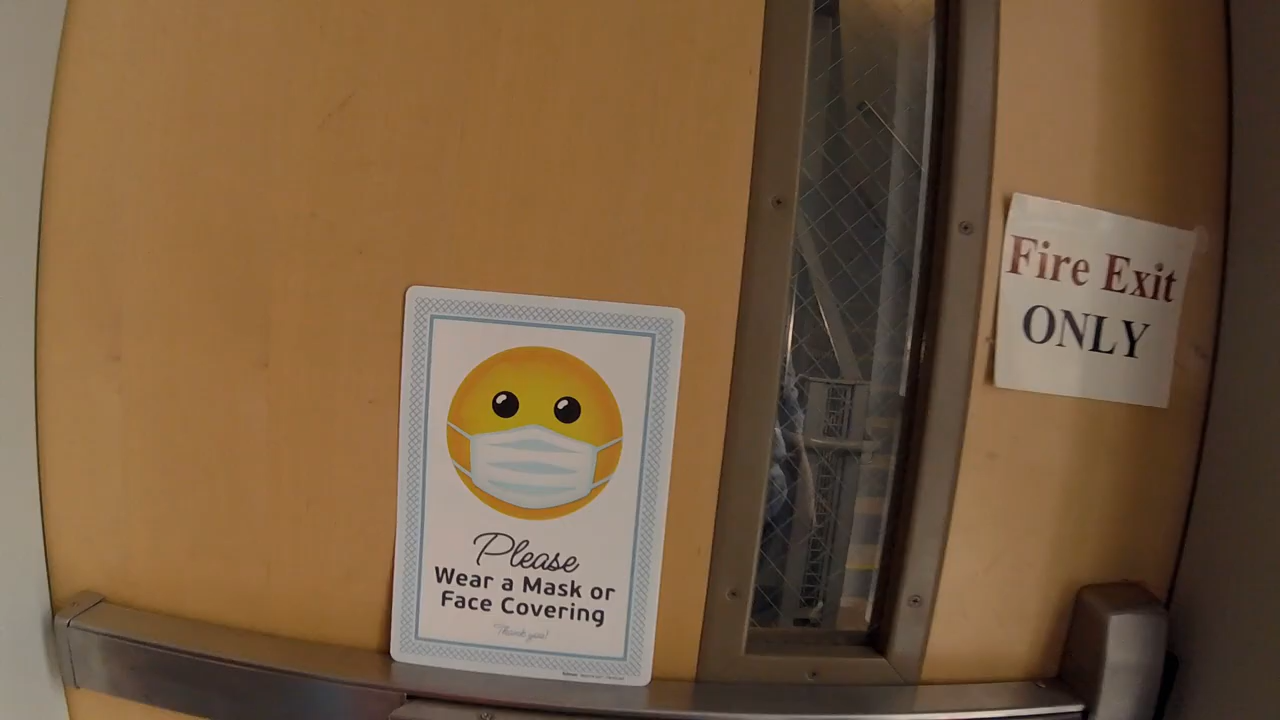 Please
Wear a Mask or
Face Covering
Thank you!
Fire Exit
ONLY